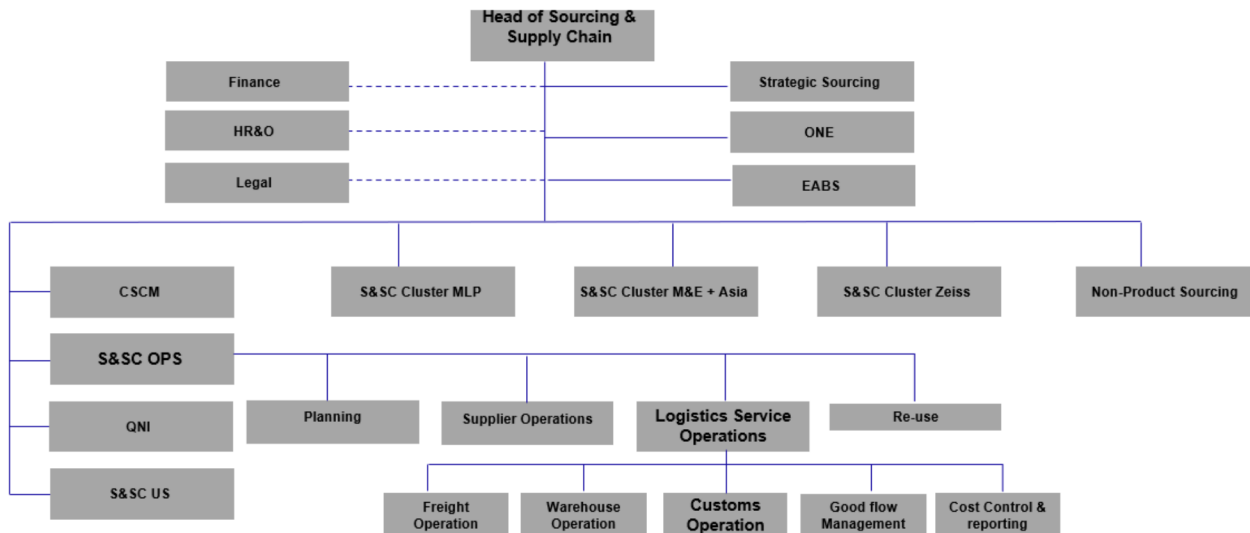 Head of Sourcing &
Supply Chain
Finance
Strategic Sourcing
HR&O
ONE
Legal
EABS
CSCM
S&SC Cluster MLP
S&SC Cluster M&E + Asia
S&SC Cluster Zeiss
Non-Product Sourcing
S&SC OPS
Planning
Supplier Operations
Logistics Service
Operations
Re-use
QNI
S&SC US
Freight
Operation
Warehouse
Operation
Customs
Operation
Good flow
Management
Cost Control &
reporting